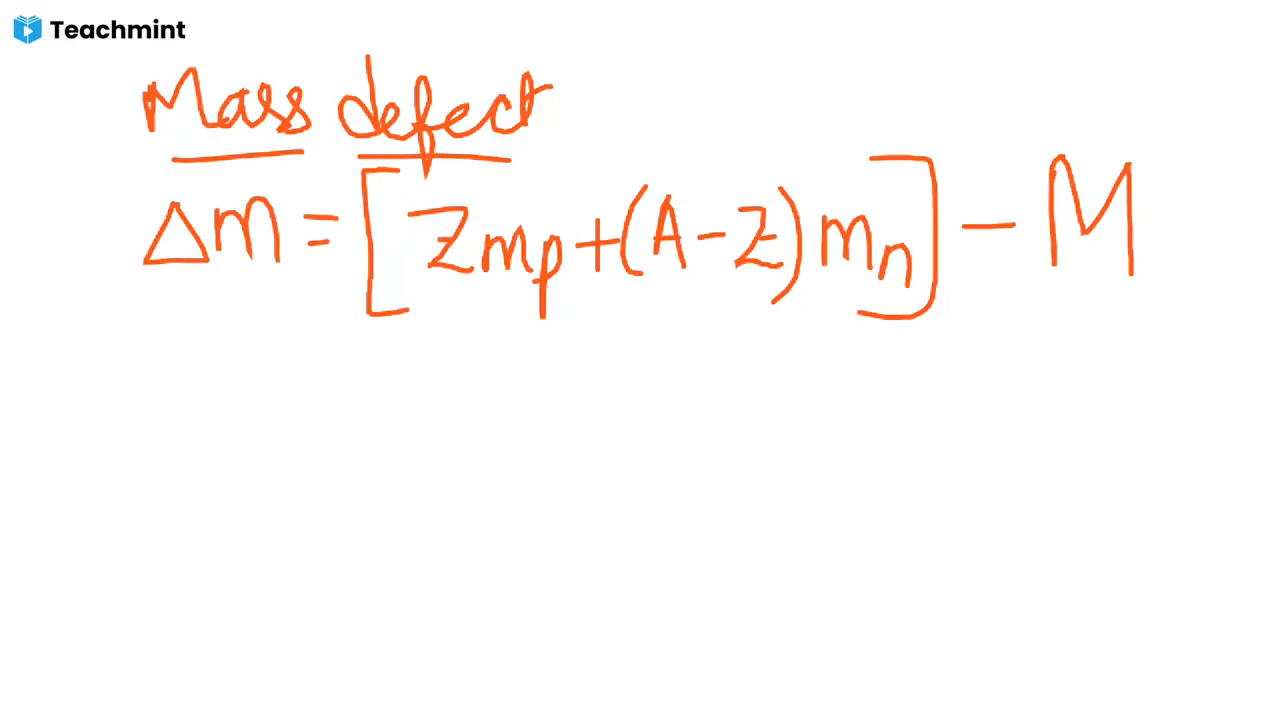 Teachmint
Mass defect
Δm = [Zmp + (A - Z)mn] - M